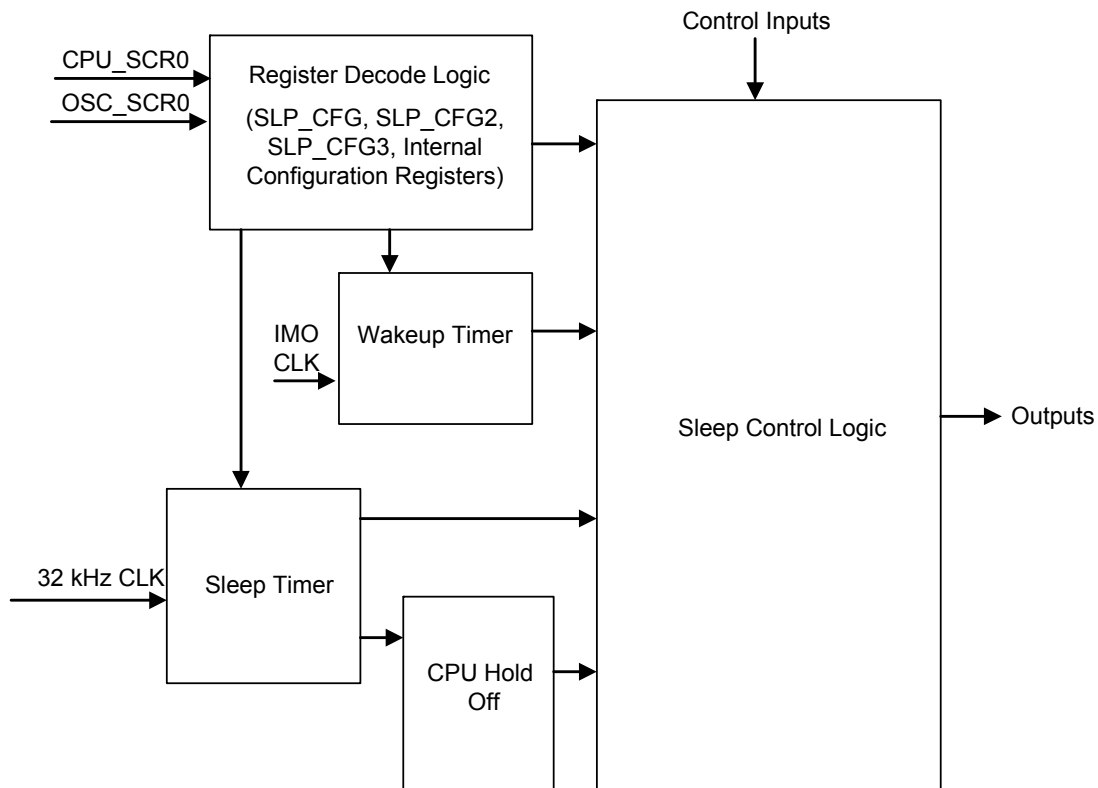 Control Inputs
CPU_SCR0
OSC_SCR0
Register Decode Logic
(SLP_CFG, SLP_CFG2,
SLP_CFG3, Internal
Configuration Registers)
IMO
CLK
Wakeup Timer
Sleep Control Logic
Outputs
32 kHz CLK
Sleep Timer
CPU Hold
Off